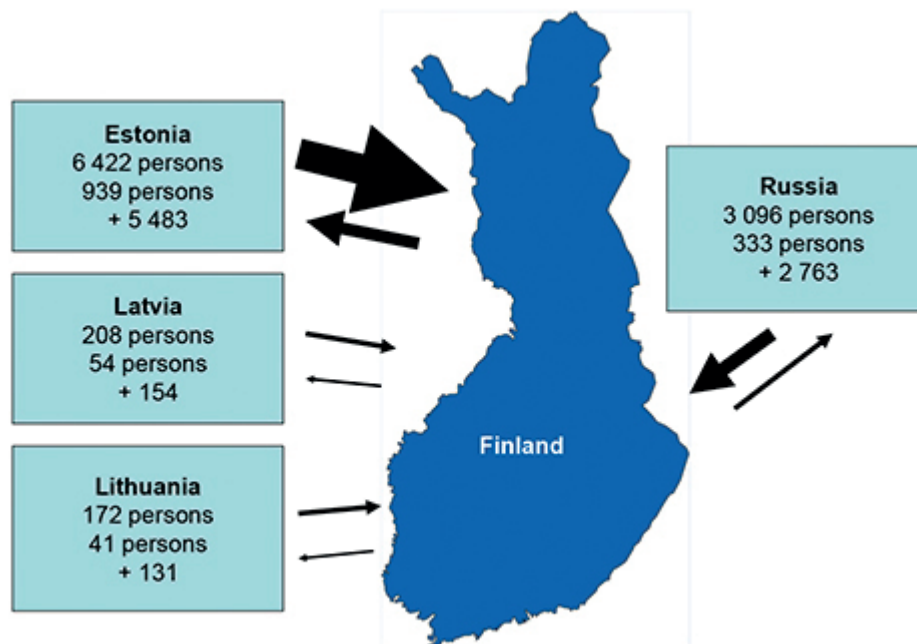 Estonia
6 422 persons
939 persons
+ 5 483
Latvia
208 persons
54 persons
+ 154
Lithuania
172 persons
41 persons
+ 131
Finland
Russia
3 096 persons
333 persons
+ 2 763